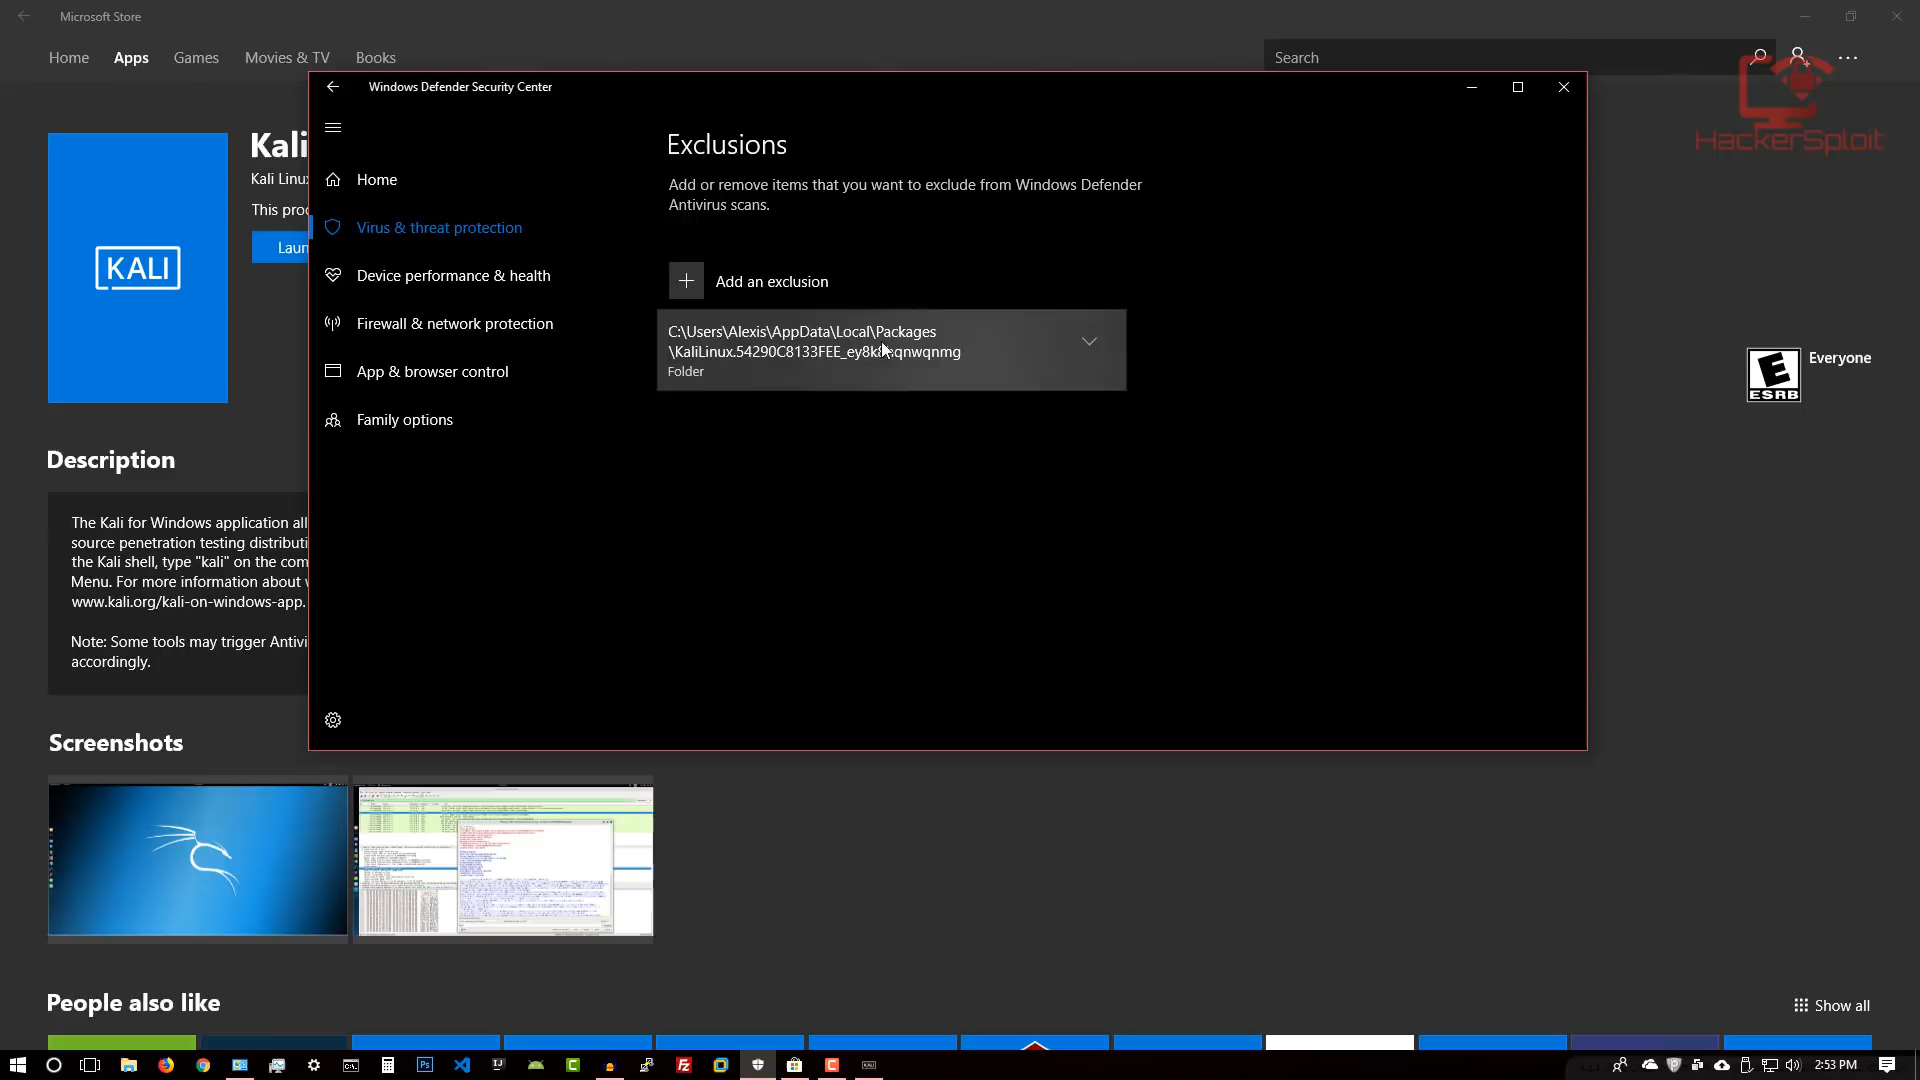 Microsoft Store
Home Apps Games Movies & TV Books
Search
HackerSploit
Windows Defender Security Center
Kali
Kali Linu
This prod
Laun
KALI
Home
Virus & threat protection
Device performance & health
Firewall & network protection
App & browser control
Family options
Exclusions
Add or remove items that you want to exclude from Windows Defender
Antivirus scans.
Add an exclusion
C:\Users\Alexis\AppData\Local\Packages
Folder
E
ESRB
Everyone
Description
The Kali for Windows application all
source penetration testing distributi
the Kali shell, type "kali" on the com
Menu. For more information about
www.kali.org/kali-on-windows-app.
Note: Some tools may trigger Antivi
accordingly.
Screenshots
People also like
Show all
2:53 PM